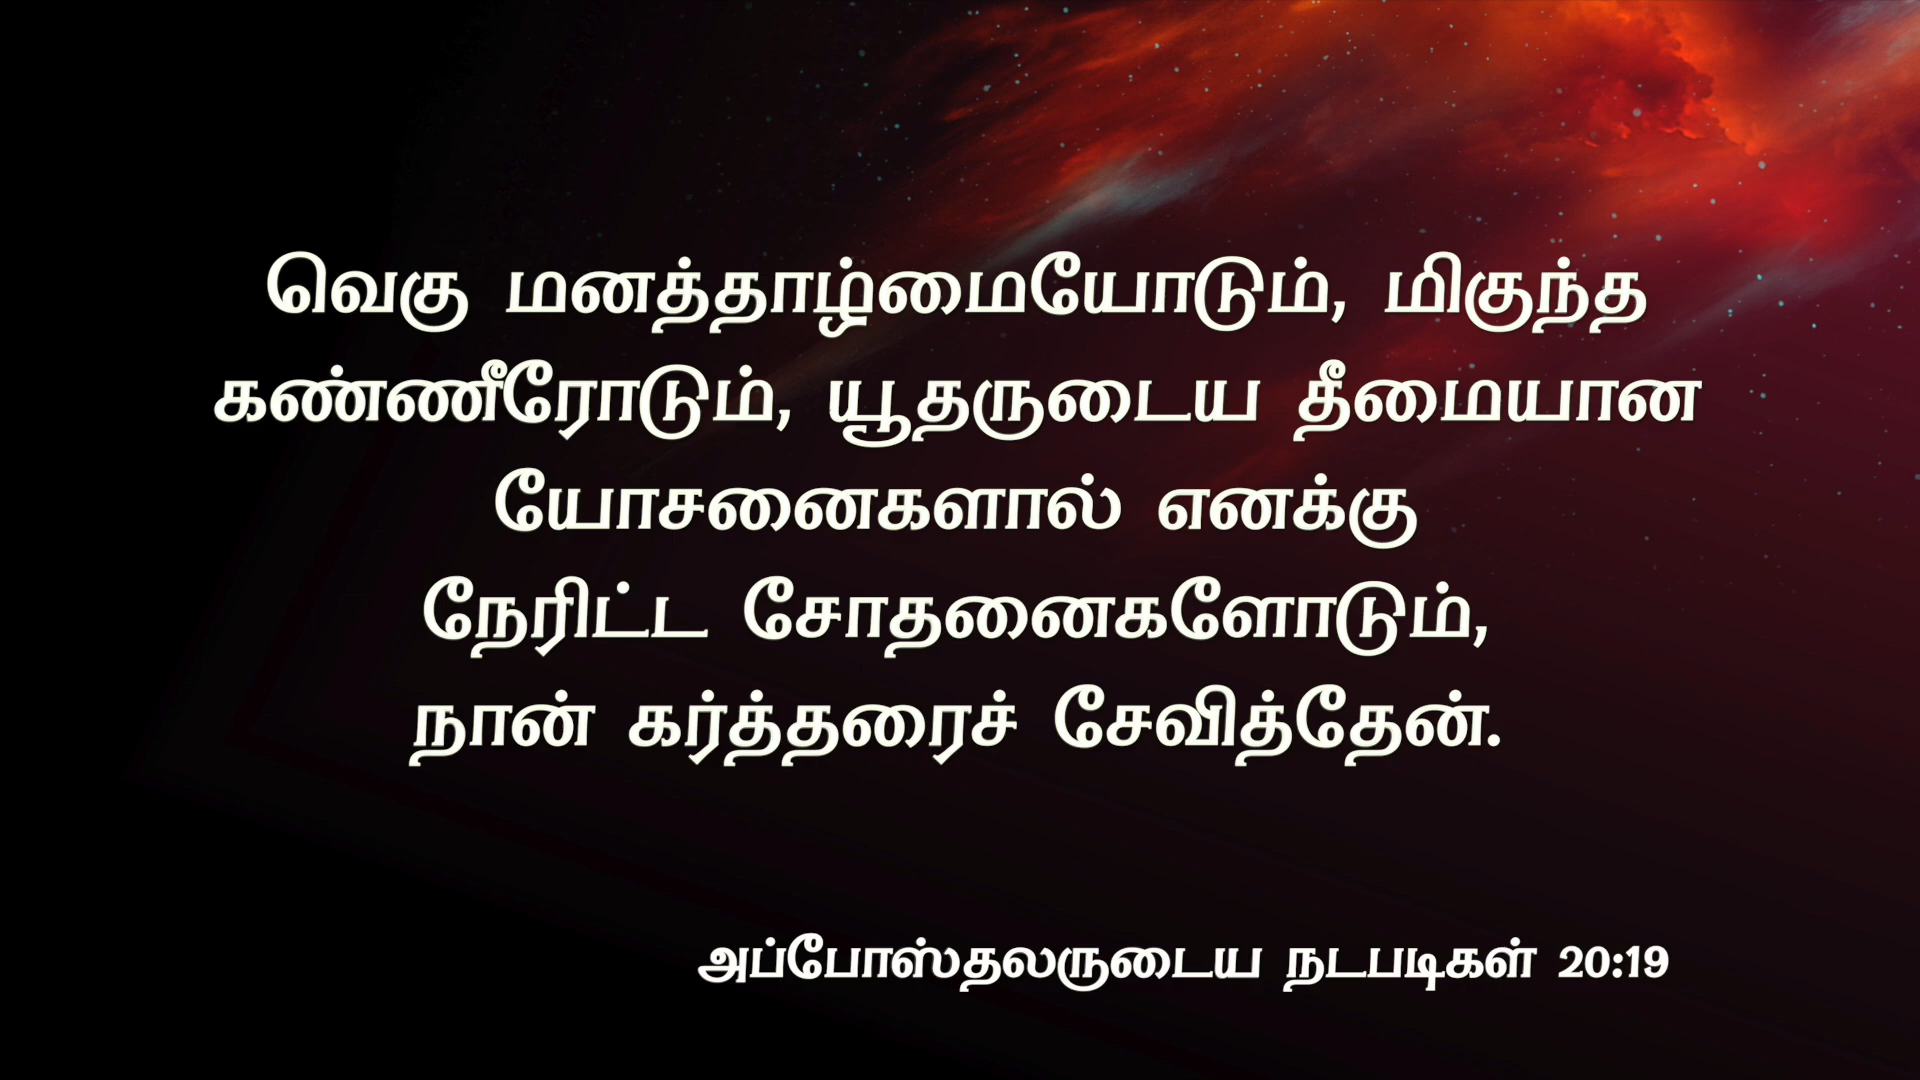 வெகு மனத்தாழ்மையோடும், மிகுந்த
கண்ணீரோடும், யூதருடைய தீமையான
யோசனைகளால் எனக்கு
நேரிட்ட சோதனைகளோடும்,
நான் கர்த்தரைச் சேவித்தேன்.
அப்போஸ்தலருடைய நடபடிகள் 20:19